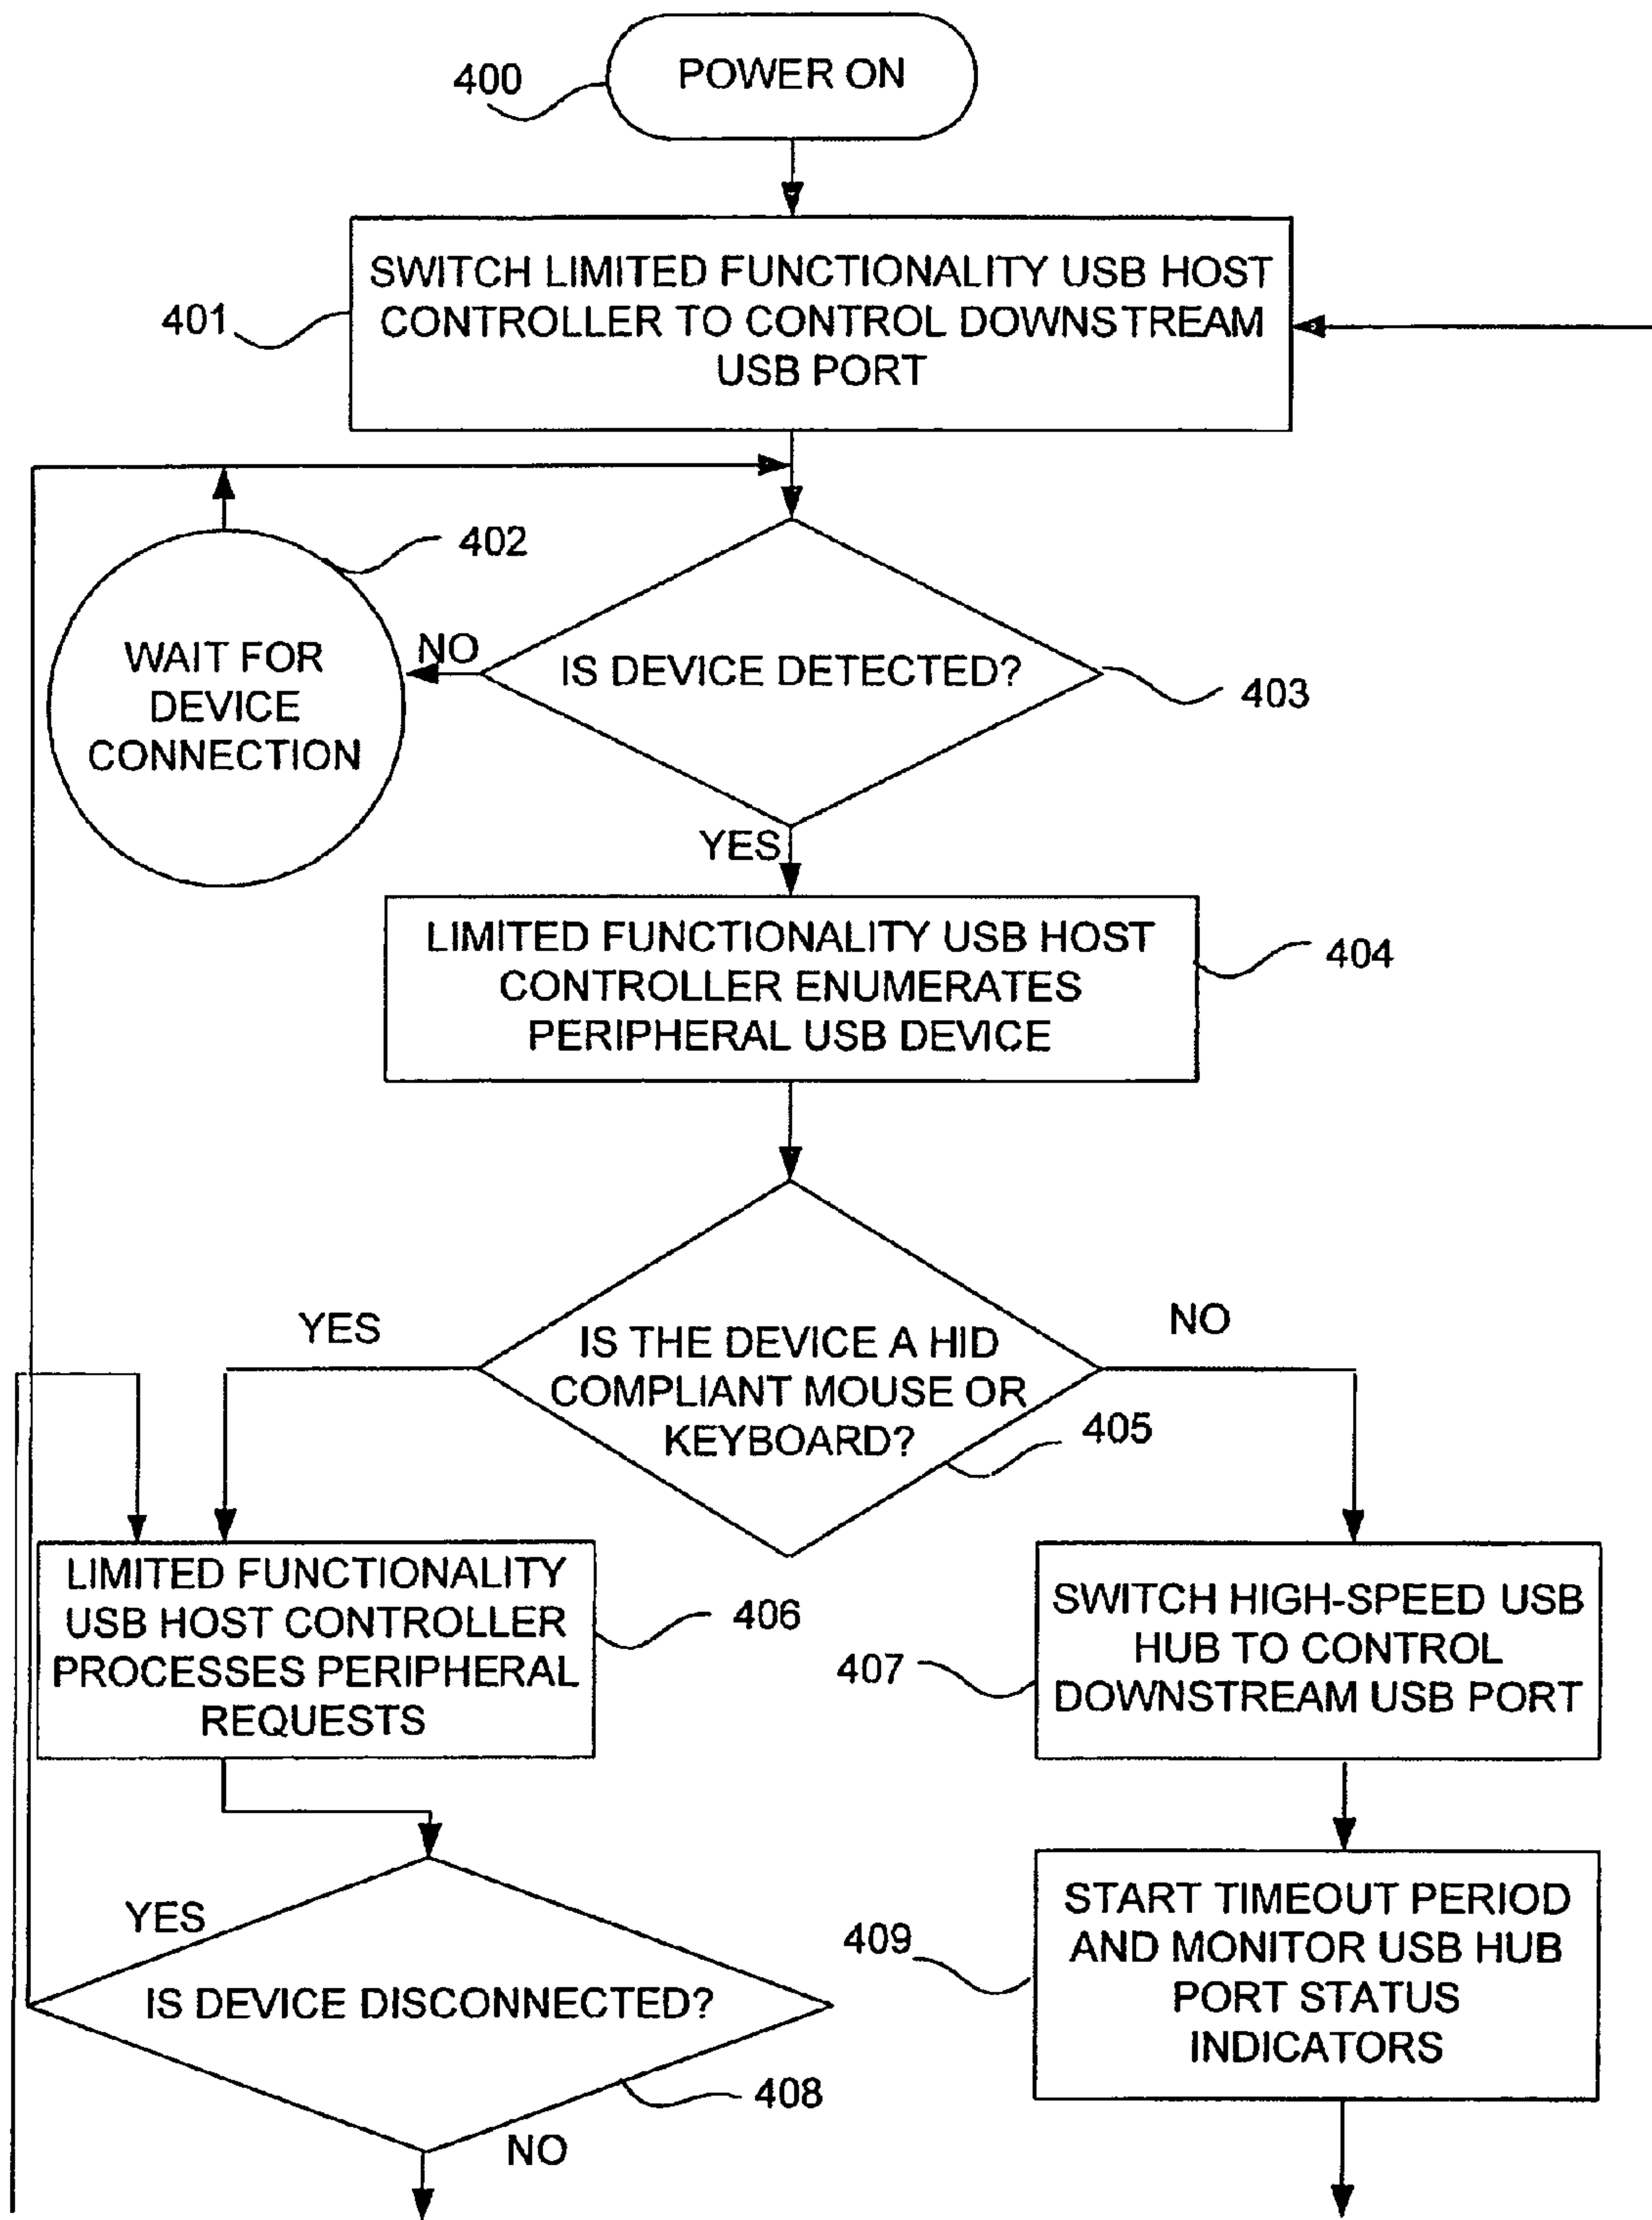 400
POWER ON
SWITCH LIMITED FUNCTIONALITY USB HOST
CONTROLLER TO CONTROL DOWNSTREAM
USB PORT
401
402
WAIT FOR
DEVICE
CONNECTION
NO
IS DEVICE DETECTED?
403
YES
LIMITED FUNCTIONALITY USB HOST
CONTROLLER ENUMERATES
PERIPHERAL USB DEVICE
404
YES
NO
IS THE DEVICE A HID
COMPLIANT MOUSE OR
KEYBOARD?
405
LIMITED FUNCTIONALITY
USB HOST CONTROLLER
PROCESSES PERIPHERAL
REQUESTS
406
407
SWITCH HIGH-SPEED USB
HUB TO CONTROL
DOWNSTREAM USB PORT
YES
IS DEVICE DISCONNECTED?
408
NO
409
START TIMEOUT PERIOD
AND MONITOR USB HUB
PORT STATUS
INDICATORS